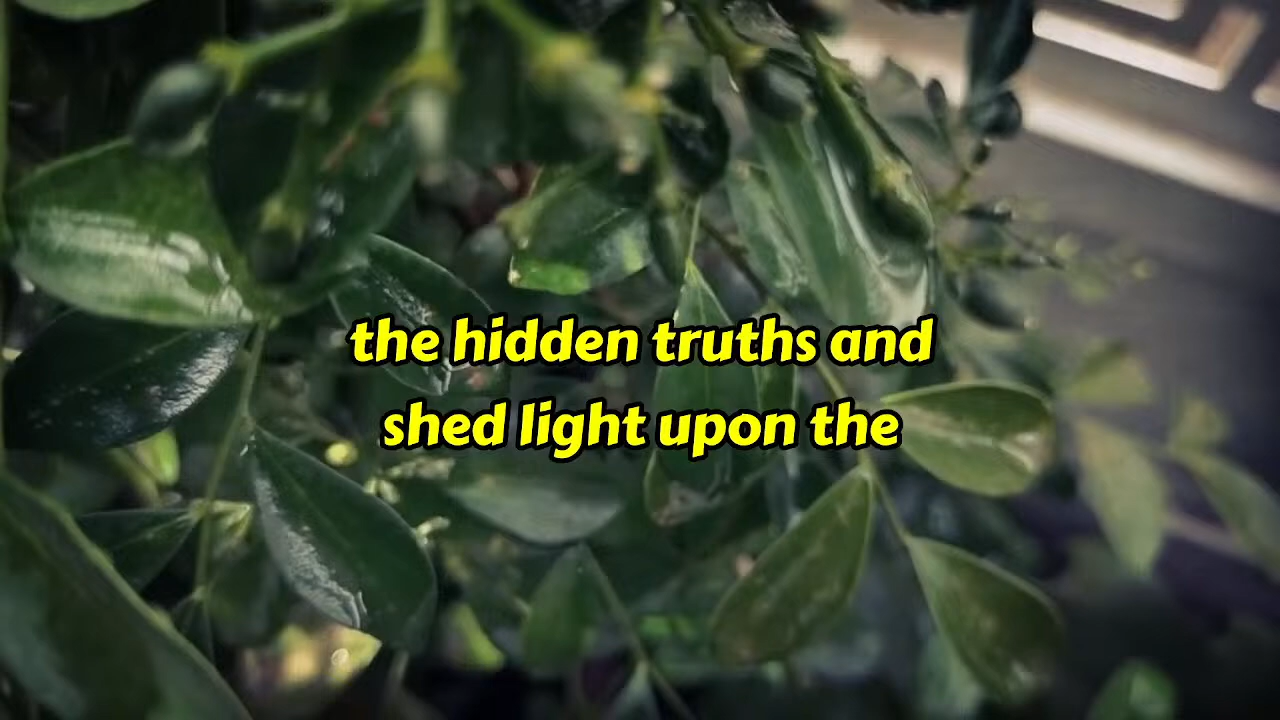 the hidden truths and
shed light upon the